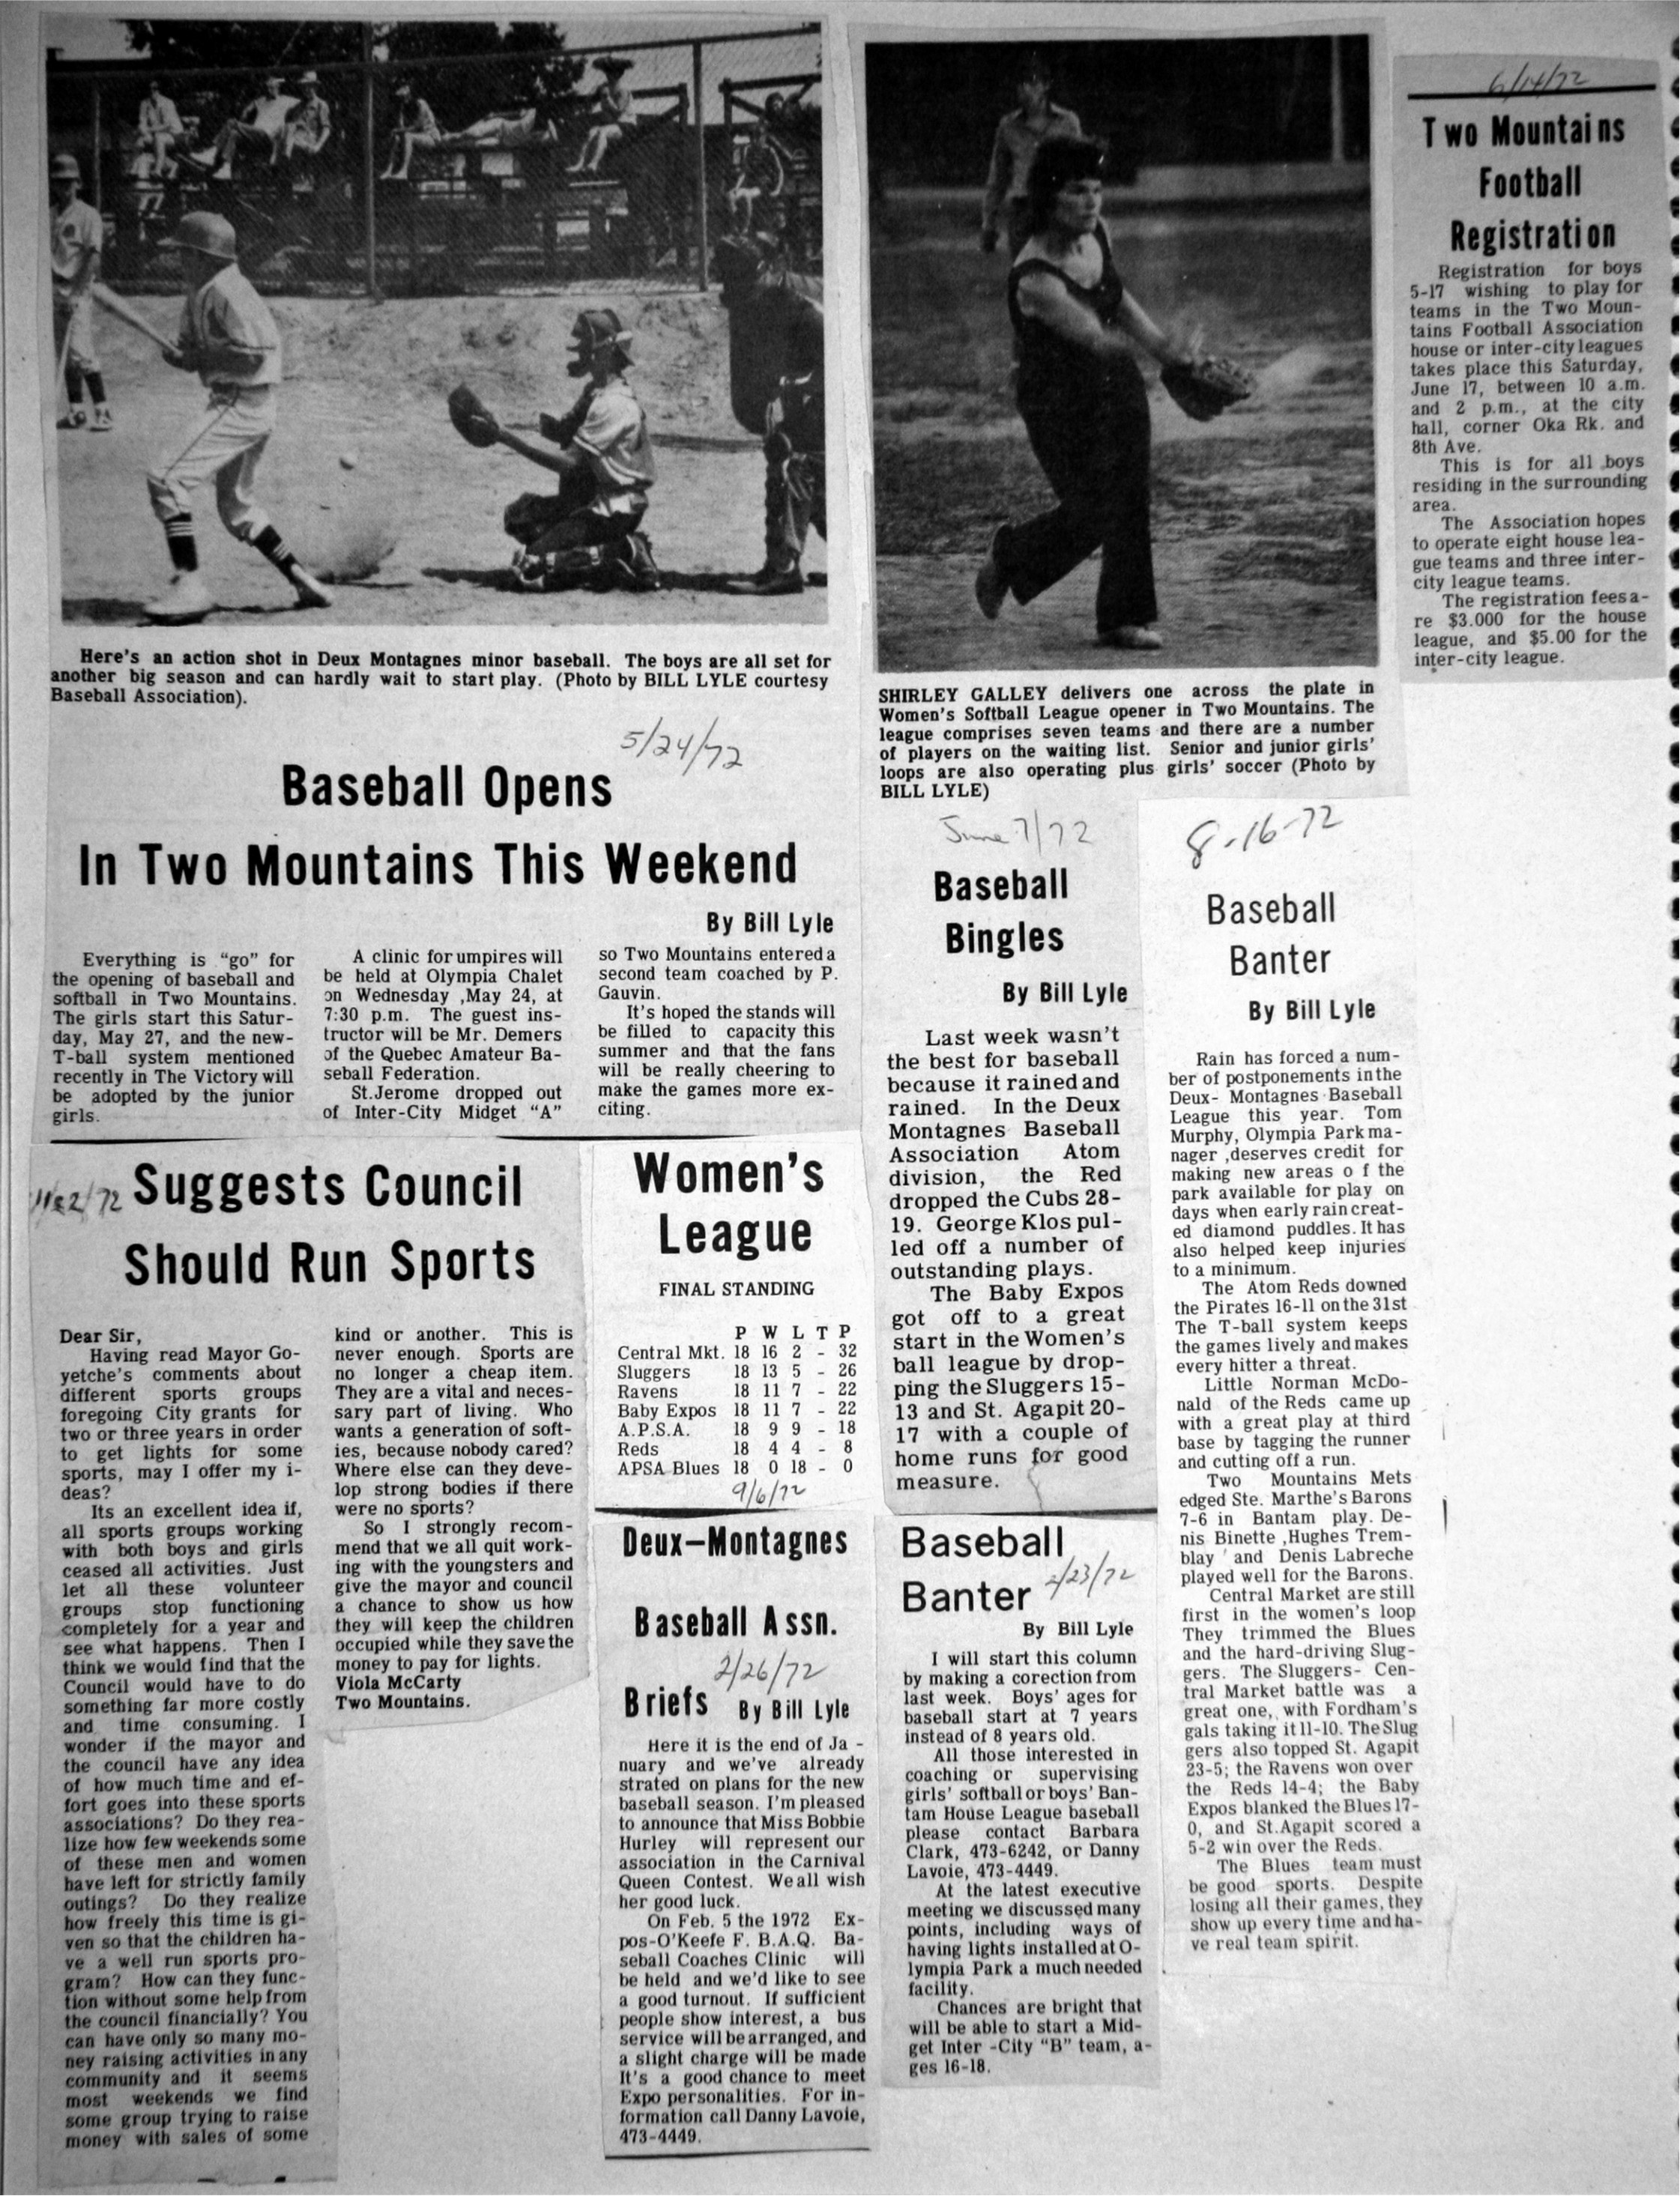 Here's an action shot in Deux Montagnes minor baseball. The boys are all set for
another big season and can hardly wait to start play. (Photo by BILL LYLE courtesy
Baseball Association).
5/24/72
Baseball Opens
In Two Mountains This Weekend
By Bill Lyle
Everything is "go" for
the opening of baseball and
softball in Two Mountains.
The girls start this Satur-
day, May 27, and the new-
T-ball system mentioned
recently in The Victory will
be adopted by the junior
girls.
A clinic for umpires will
be held at Olympia Chalet
on Wednesday ,May 24, at
7:30 p.m. The guest ins-
tructor will be Mr. Demers
of the Quebec Amateur Ba-
seball Federation.
St.Jerome dropped out
of Inter-City Midget "A"
so Two Mountains entered a
second team coached by P.
Gauvin.
It's hoped the stands will
be filled to capacity this
summer and that the fans
will be really cheering to
make the games more ex-
citing.
Suggests Council
Should Run Sports
Dear Sir,
Having read Mayor Go-
yetche's comments about
different sports groups
foregoing City grants for
two or three years in order
to get lights for some
sports, may I offer my i-
deas?
Its an excellent idea if,
all sports groups working
with both boys and girls
ceased all activities. Just
let all these volunteer
groups stop functioning
completely for a year and
see what happens. Then I
think we would find that the
Council would have to do
something far more costly
and time consuming. I
wonder if the mayor and
the council have any idea
of how much time and ef-
fort goes into these sports
associations? Do they rea-
lize how few weekends some
of these men and women
have left for strictly family
outings? Do they realize
how freely this time is gi-
ven so that the children ha-
ve a well run sports pro-
gram? How can they func-
tion without some help from
the council financially? You
can have only so many mo-
ney raising activities in any
community and it seems
most weekends we find
some group trying to raise
money with sales of some
kind or another. This is
never enough. Sports are
no longer a cheap item.
They are a vital and neces-
sary part of living. Who
wants a generation of soft-
ies, because nobody cared?
Where else can they deve-
lop strong bodies if there
were no sports?
So I strongly recom-
mend that we all quit work-
ing with the youngsters and
give the mayor and council
a chance to show us how
they will keep the children
occupied while they save the
money to pay for lights.
Viola McCarty
Two Mountains.
Women's
League
FINAL STANDING
P W L T P
Central Mkt. 18 16 2 - 32
Sluggers 18 13 5 - 26
Ravens 18 11 7 - 22
Baby Expos 18 11 7 - 22
A.P.S.A. 18 9 9 - 18
Reds 18 4 4 - 8
APSA Blues 18 0 18 - 0
9/6/72
Deux-Montagnes
Baseball Assn.
2/26/72
Briefs By Bill Lyle
Here it is the end of Ja -
nuary and we've already
strated on plans for the new
baseball season. I'm pleased
to announce that Miss Bobbie
Hurley will represent our
association in the Carnival
Queen Contest. We all wish
her good luck.
On Feb. 5 the 1972 Ex-
pos-O'Keefe F. B.A.Q. Ba-
seball Coaches Clinic will
be held and we'd like to see
a good turnout. If sufficient
people show interest, a bus
service will be arranged, and
a slight charge will be made
It's a good chance to meet
Expo personalities. For in-
formation call Danny Lavoie,
473-4449.
SHIRLEY GALLEY delivers one across the plate in
Women's Softball League opener in Two Mountains. The
league comprises seven teams and there are a number
of players on the waiting list. Senior and junior girls'
loops are also operating plus girls' soccer (Photo by
BILL LYLE)
June 7/72
Baseball
Bingles
By Bill Lyle
Last week wasn't
the best for baseball
because it rained and
rained. In the Deux
Montagnes Baseball
Association Atom
division, the Red
dropped the Cubs 28-
19. George Klos pul-
led off a number of
outstanding plays.
The Baby Expos
got off to a great
start in the Women's
ball league by drop-
ping the Sluggers 15-
13 and St. Agapit 20-
17 with a couple of
home runs for good
measure.
Baseball
Banter 2/23/72
By Bill Lyle
I will start this column
by making a corection from
last week. Boys' ages for
baseball start at 7 years
instead of 8 years old.
All those interested in
coaching or supervising
girls' softball or boys' Ban-
tam House League baseball
please contact Barbara
Clark, 473-6242, or Danny
Lavoie, 473-4449.
At the latest executive
meeting we discussed many
points, including ways of
having lights installed at O-
lympia Park a much needed
facility.
Chances are bright that
will be able to start a Mid-
get Inter -City "B" team, a-
ges 16-18.
8-16-72
Baseball
Banter
By Bill Lyle
Rain has forced a num-
ber of postponements in the
Deux- Montagnes Baseball
League this year. Tom
Murphy, Olympia Park ma-
nager ,deserves credit for
making new areas o f the
park available for play on
days when early rain creat-
ed diamond puddles. It has
also helped keep injuries
to a minimum.
The Atom Reds downed
the Pirates 16-11 on the 31st
The T-ball system keeps
the games lively and makes
every hitter a threat.
Little Norman McDo-
nald of the Reds came up
with a great play at third
base by tagging the runner
and cutting off a run.
Two Mountains Mets
edged Ste. Marthe's Barons
7-6 in Bantam play. De-
nis Binette ,Hughes Trem-
blay and Denis Labreche
played well for the Barons.
Central Market are still
first in the women's loop
They trimmed the Blues
and the hard-driving Slug-
gers. The Sluggers- Cen-
tral Market battle was a
great one, with Fordham's
gals taking it 11-10. The Slug
gers also topped St. Agapit
23-5; the Ravens won over
the Reds 14-4; the Baby
Expos blanked the Blues 17-
0, and St.Agapit scored a
5-2 win over the Reds.
The Blues team must
be good sports. Despite
losing all their games, they
show up every time and ha-
ve real team spirit.
6/14/72
Two Mountains
Football
Registration
Registration for boys
5-17 wishing to play for
teams in the Two Moun-
tains Football Association
house or inter-city leagues
takes place this Saturday,
June 17, between 10 a.m.
and 2 p.m., at the city
hall, corner Oka Rk. and
8th Ave.
This is for all boys
residing in the surrounding
area.
The Association hopes
to operate eight house lea-
gue teams and three inter-
city league teams.
The registration fees a-
re $3.000 for the house
league, and $5.00 for the
inter-city league.